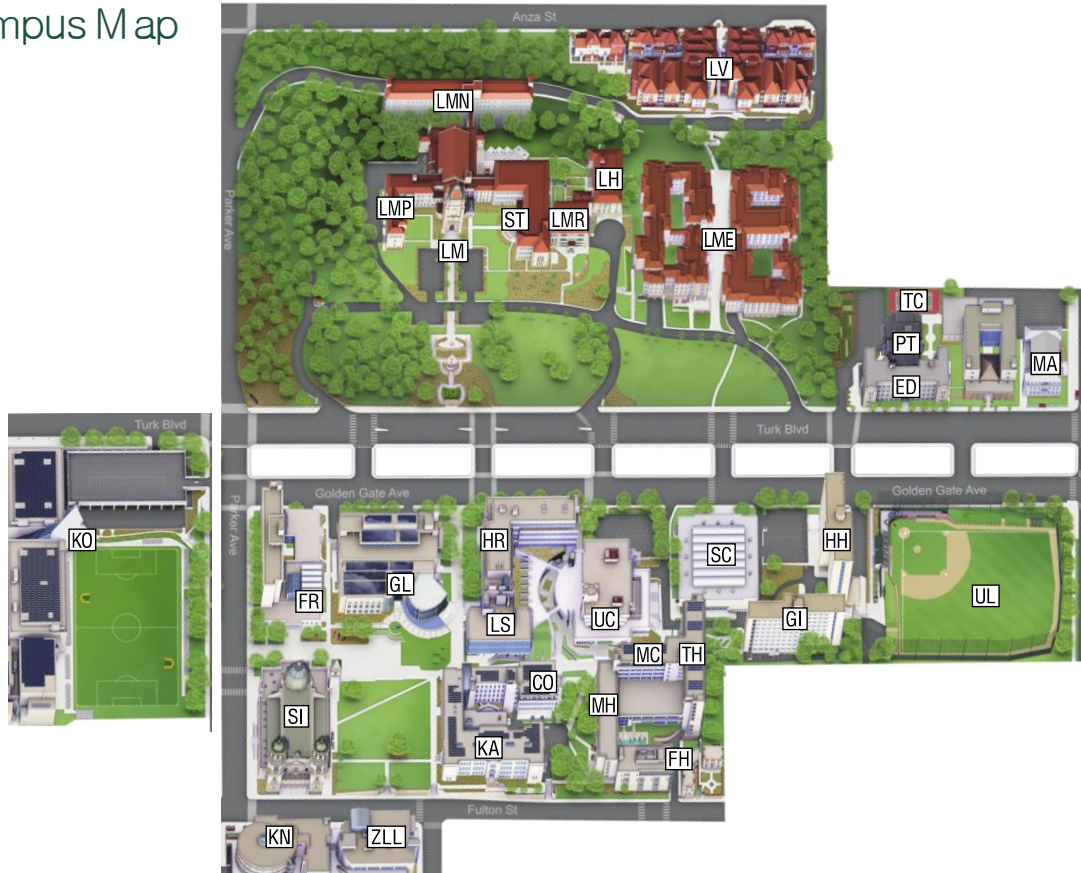 mpus Map
Anza St
LV
LMN
LH
LMP
ST
LMR
LM
LME
Parker Ave
TC
PT
MA
ED
Turk Blvd
Turk Blvd
Golden Gate Ave
Golden Gate Ave
Parker Ave
KO
HR
SC
HH
GL
FR
UL
LS
UC
GI
MC
TH
CO
SI
MH
KA
FH
Fulton St
KN
ZLL